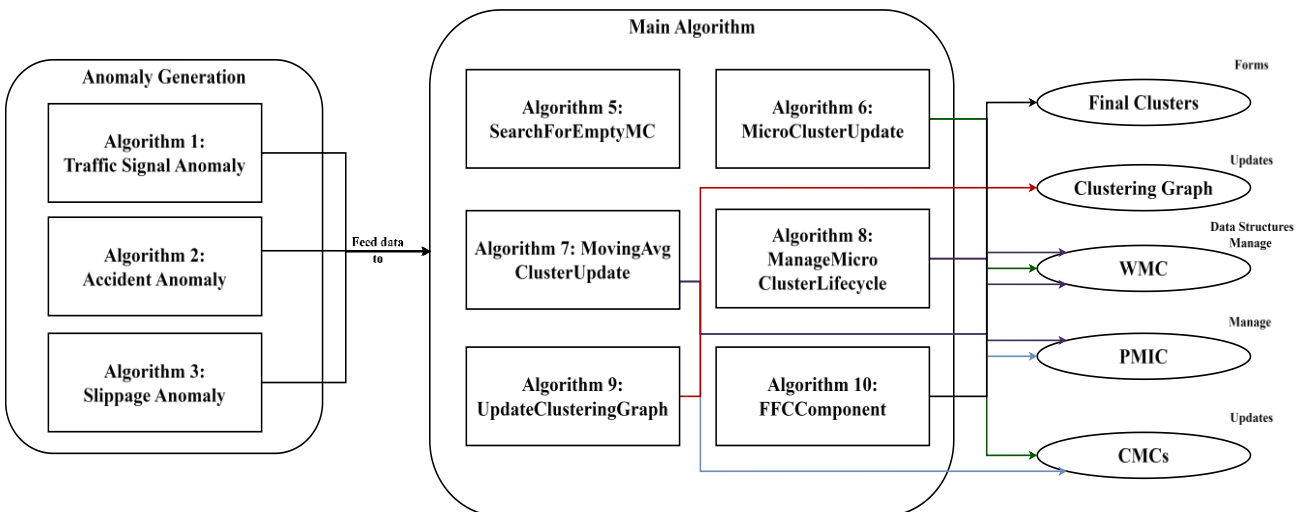 Main Algorithm
Anomaly Generation
Algorithm 1:
Traffic Signal Anomaly
Algorithm 2:
Accident Anomaly
Algorithm 3:
Slippage Anomaly
Feed data
to
Algorithm 5:
SearchForEmptyMC
Algorithm 6:
MicroClusterUpdate
Algorithm 7: MovingAvg
ClusterUpdate
Algorithm 8:
ManageMicro
ClusterLifecycle
Algorithm 9:
UpdateClusteringGraph
Algorithm 10:
FFCComponent
Forms
Final Clusters
Updates
Clustering Graph
Data Structures
Manage
WMC
Manage
PMIC
Updates
CMCs